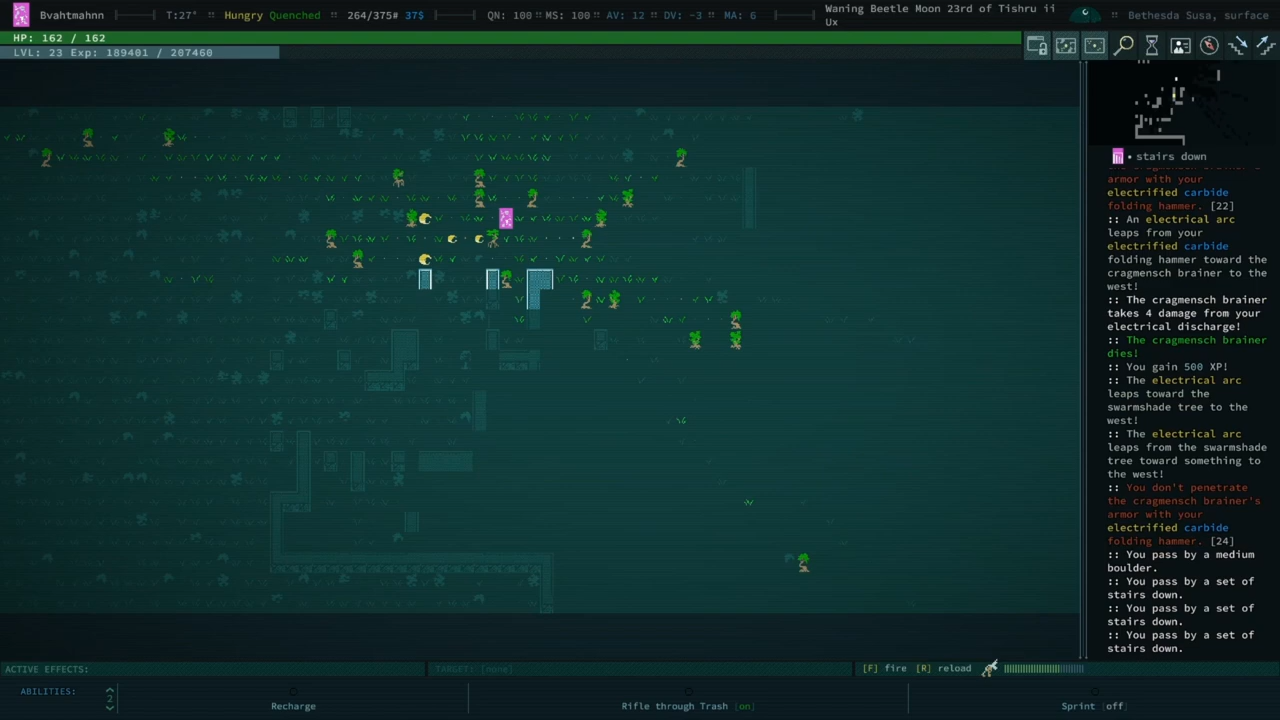 Bvahtmahnn
T:27° :: Hungry Quenched :: 264/375# 37$
QN: 100 :: MS: 100 :: AV: 12 :: DV: -3 :: MA: 6
Waning Beetle Moon 23rd of Tishru ii
Ux
:: Bethesda Susa, surface
HP: 162 / 162
LVL: 23 Exp: 189401 / 207460
• stairs down
armor with your
electrified carbide
folding hammer. [22]
:: An electrical arc
leaps from your
electrified carbide
folding hammer toward the
cragmensch brainer to the
west!
:: The cragmensch brainer
takes 4 damage from your
electrical discharge!
:: The cragmensch brainer
dies!
:: You gain 500 XP!
:: The electrical arc
leaps toward the
swarmshade tree to the
west!
:: The electrical arc
leaps from the swarmshade
tree toward something to
the west!
:: You don't penetrate
the cragmensch brainer's
armor with your
electrified carbide
folding hammer. [24]
:: You pass by a medium
boulder.
:: You pass by a set of
stairs down.
:: You pass by a set of
stairs down.
:: You pass by a set of
stairs down.
ACTIVE EFFECTS:
TARGET: [none]
[F] fire [R] reload
ABILITIES:
2
Recharge
Rifle through Trash [on]
Sprint [off]